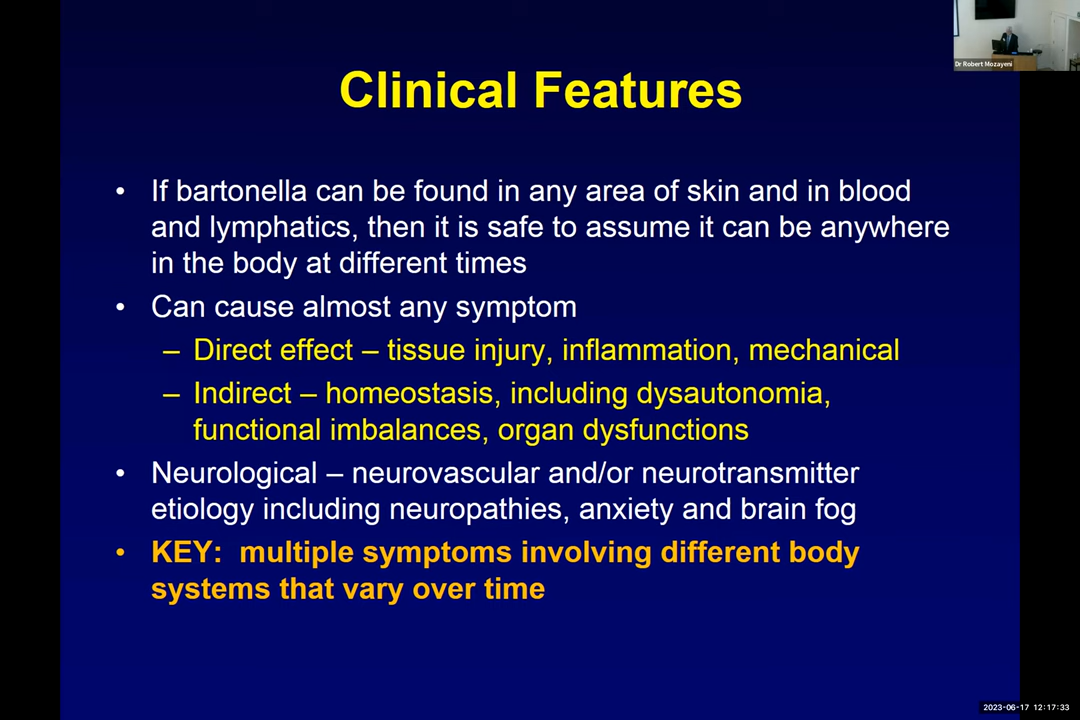 Dr Robert Mozayeni
Clinical Features
• If bartonella can be found in any area of skin and in blood
and lymphatics, then it is safe to assume it can be anywhere
in the body at different times
• Can cause almost any symptom
– Direct effect – tissue injury, inflammation, mechanical
– Indirect – homeostasis, including dysautonomia,
functional imbalances, organ dysfunctions
• Neurological – neurovascular and/or neurotransmitter
etiology including neuropathies, anxiety and brain fog
• KEY: multiple symptoms involving different body
systems that vary over time
2023-06-17 12:17:33